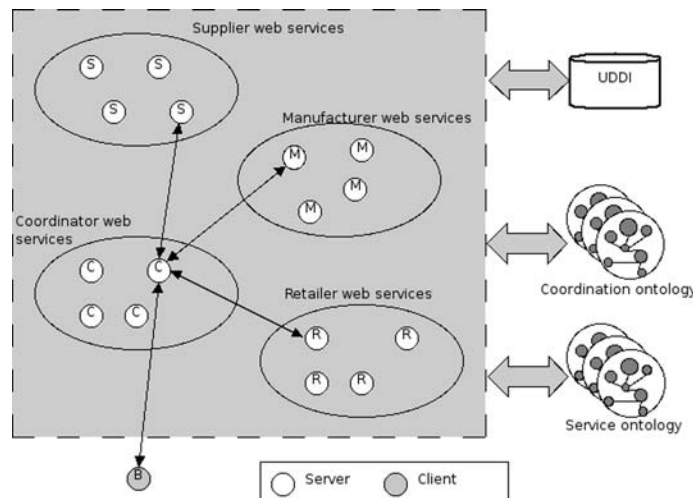 Supplier web services
S
S
S
S
UDDI
Manufacturer web services
M
M
M
M
Coordinator web
services
C
C
C
C
Coordination ontology
Retailer web services
R
R
R
R
Service ontology
B
Server
Client